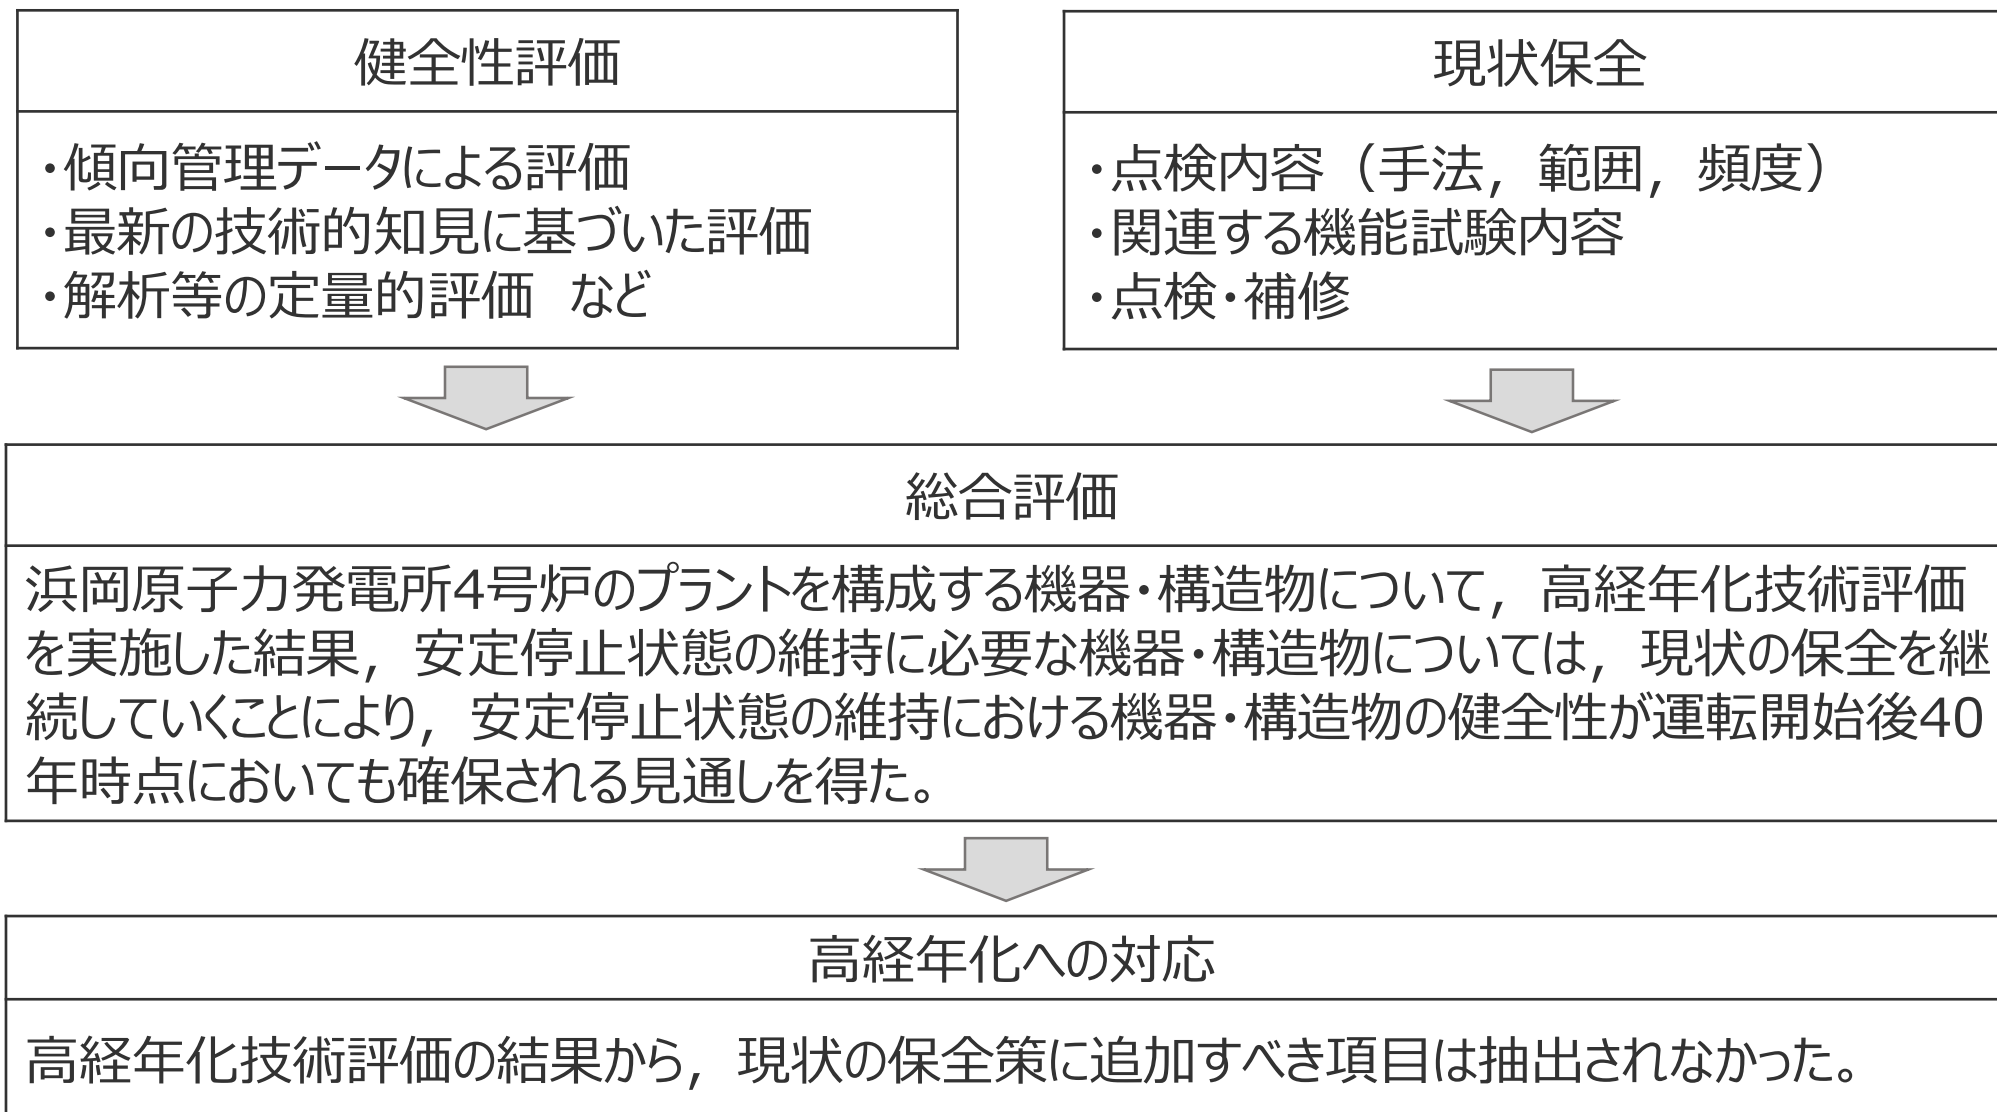 健全性評価
・傾向管理データによる評価
・最新の技術的知見に基づいた評価
・解析等の定量的評価　など
現状保全
・点検内容（手法，範囲，頻度）
・関連する機能試験内容
・点検・補修
総合評価
浜岡原子力発電所4号炉のプラントを構成する機器・構造物について，高経年化技術評価
を実施した結果，安定停止状態の維持に必要な機器・構造物については，現状の保全を継
続していくことにより，安定停止状態の維持における機器・構造物の健全性が運転開始後40
年時点においても確保される見通しを得た。
高経年化への対応
高経年化技術評価の結果から，現状の保全策に追加すべき項目は抽出されなかった。